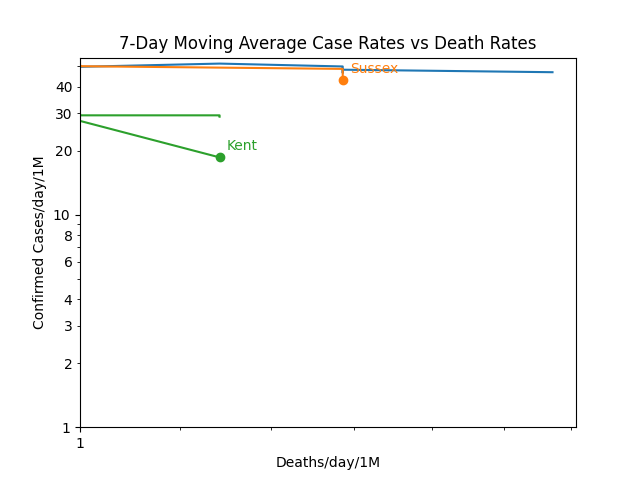 7-Day Moving Average Case Rates vs Death Rates
Confirmed Cases/day/1M
40
30
20
10
8
6
4
3
2
1
Sussex
Kent
1
Deaths/day/1M